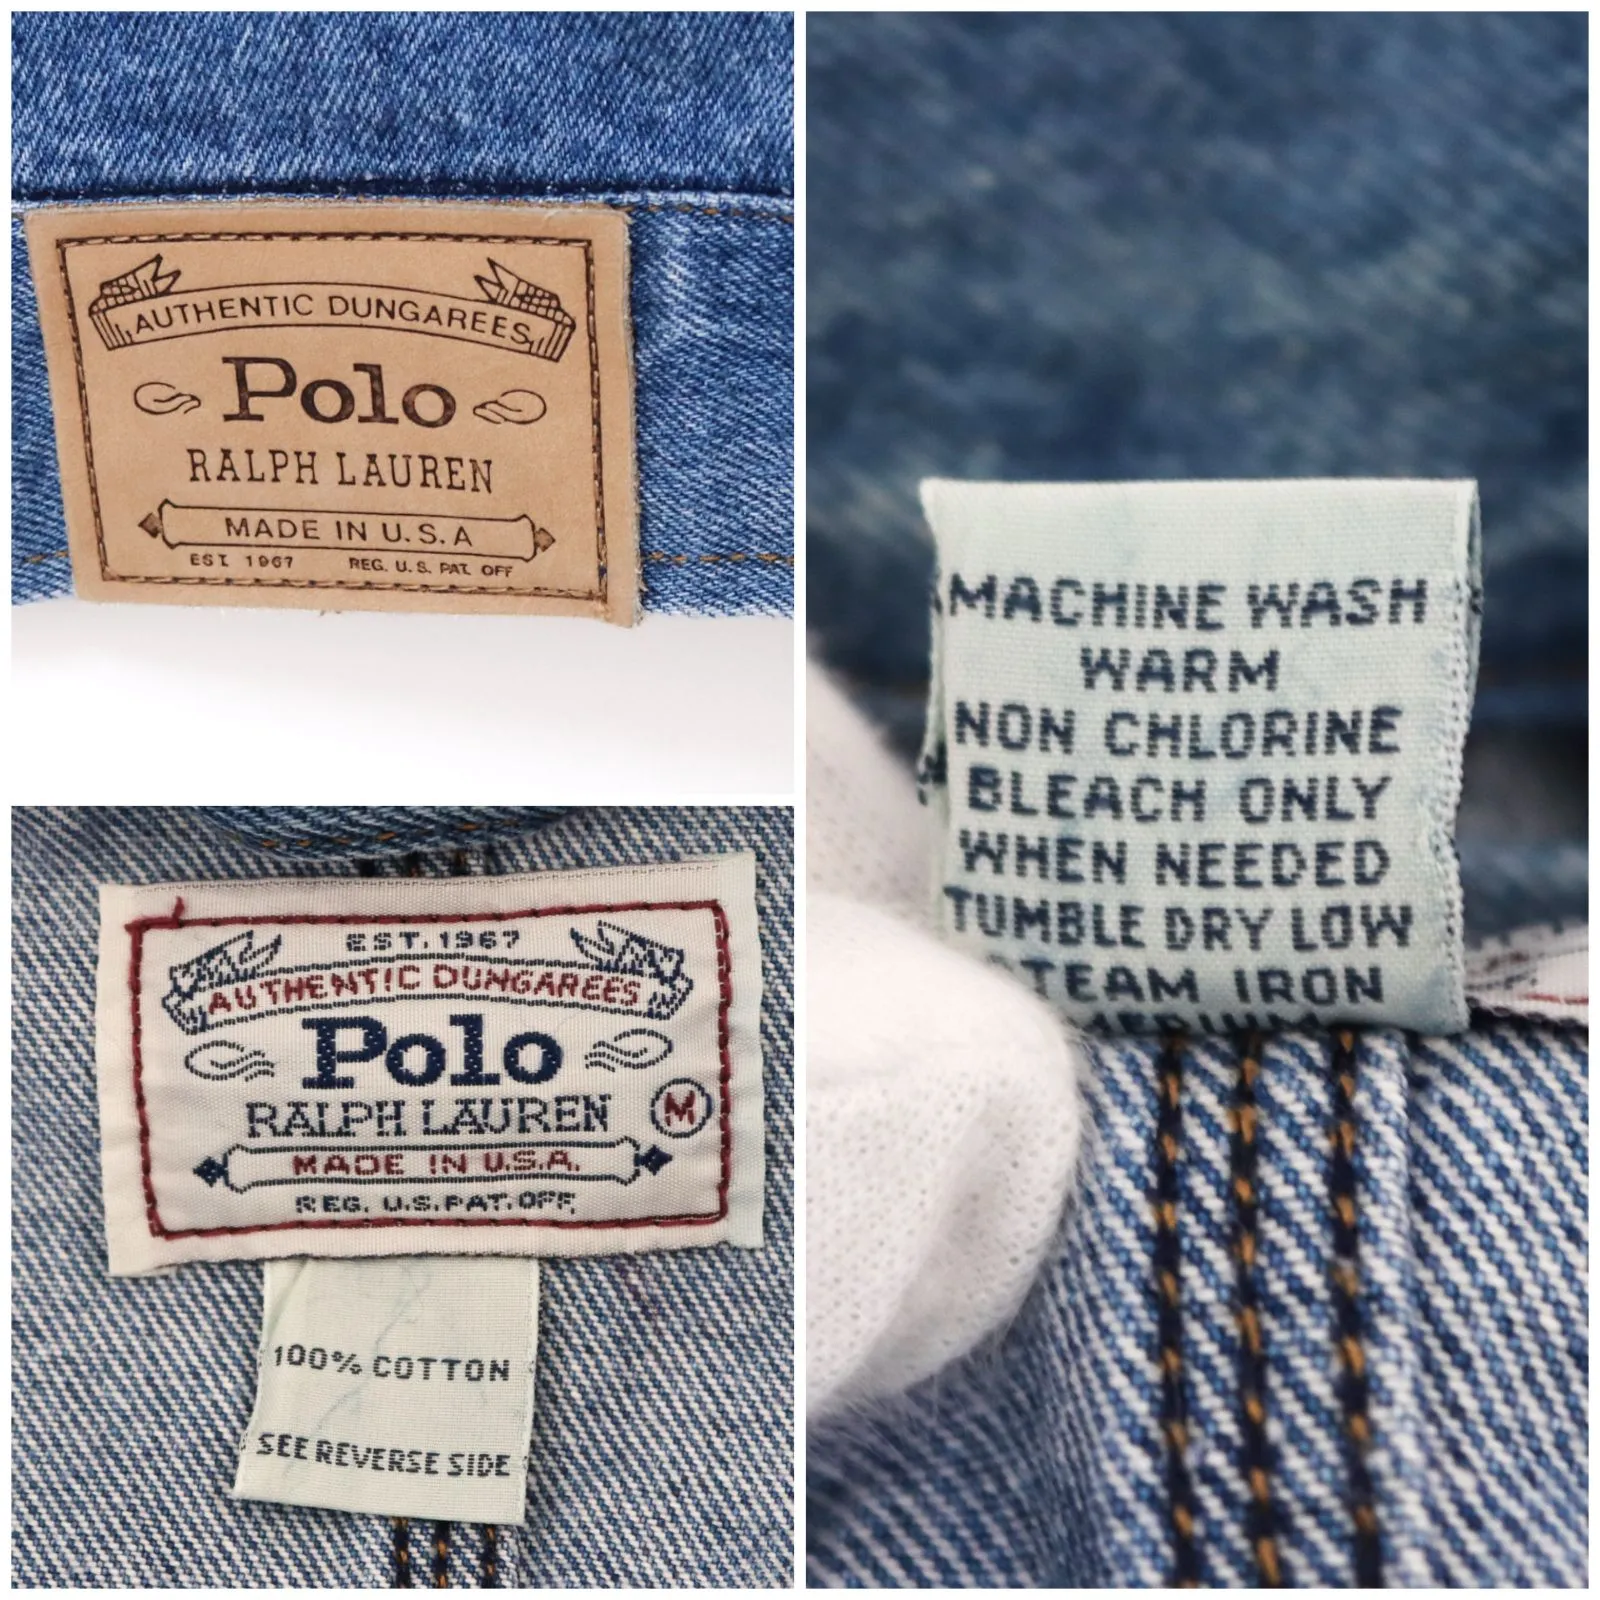 AUTHENTIC DUNGAREES
Polo
RALPH LAUREN
MADE IN U.S.A
EST. 1967 REG. U.S. PAT. OFF
EST. 1967
AUTHENTIC DUNGAREES
Polo
RALPH LAUREN M
MADE IN U.S.A.
REG. U.S. PAT. OFF.
100% COTTON
SEE REVERSE SIDE
MACHINE WASH
WARM
NON CHLORINE
BLEACH ONLY
WHEN NEEDED
TUMBLE DRY LOW
STEAM IRON
MEDIUM